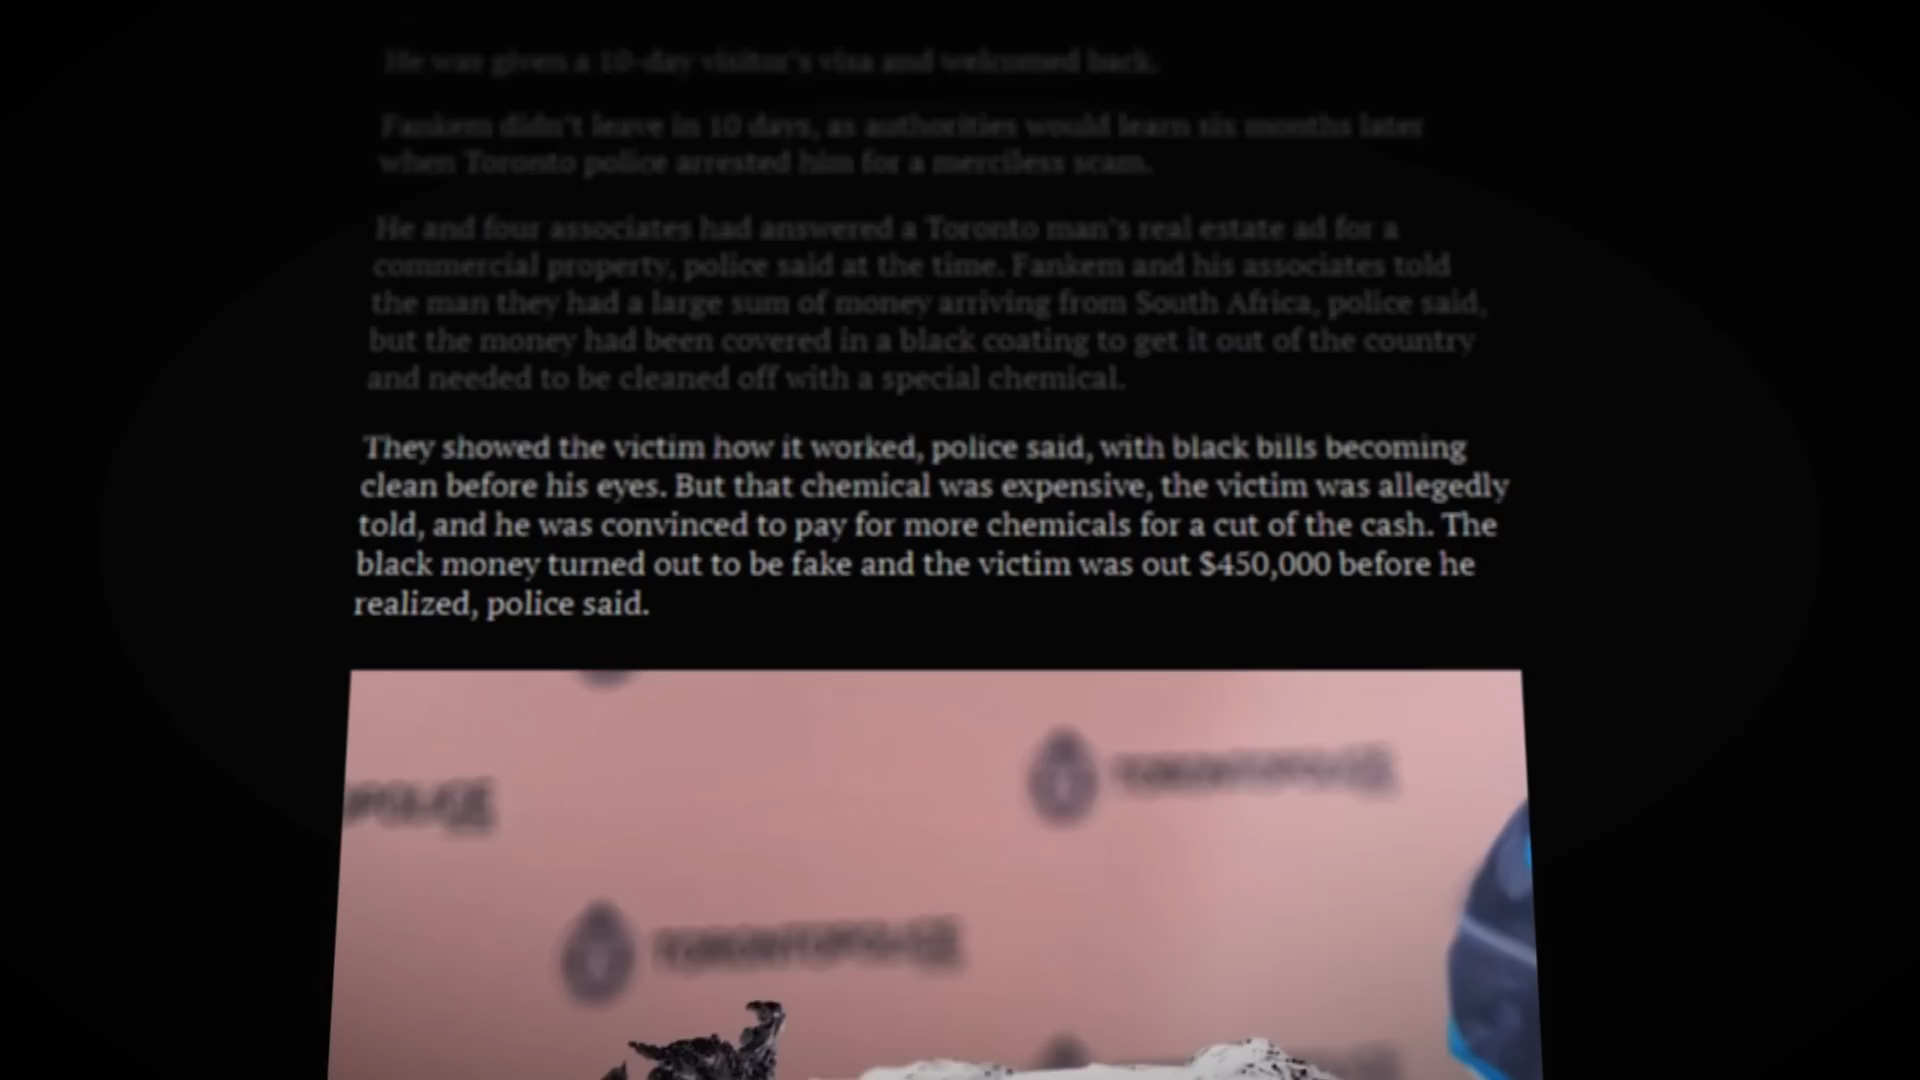 He was given a 10-day visitor's visa and welcomed back.
Fankem didn't leave in 10 days, as authorities would learn six months later
when Toronto police arrested him for a merciless scam.
He and four associates had answered a Toronto man's real estate ad for a
commercial property, police said at the time. Fankem and his associates told
the man they had a large sum of money arriving from South Africa, police said,
but the money had been covered in a black coating to get it out of the country
and needed to be cleaned off with a special chemical.
They showed the victim how it worked, police said, with black bills becoming
clean before his eyes. But that chemical was expensive, the victim was allegedly
told, and he was convinced to pay for more chemicals for a cut of the cash. The
black money turned out to be fake and the victim was out $450,000 before he
realized, police said.
TORONTOPOLICE
OPOLICE
TORONTOPOLICE